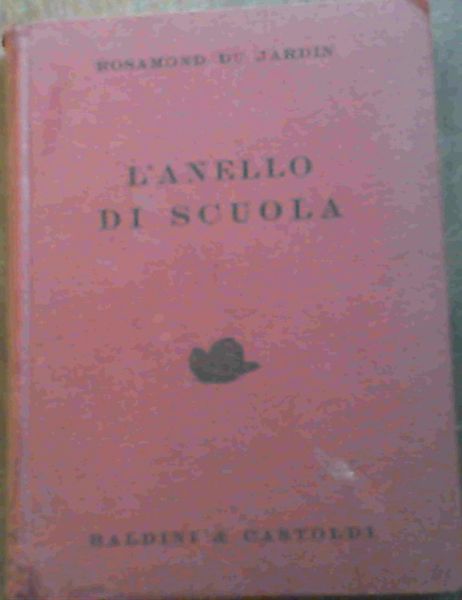 ROSAMOND DU JARDIN
L'ANELLO
DI SCUOLA
BALDINI & CASTOLDI